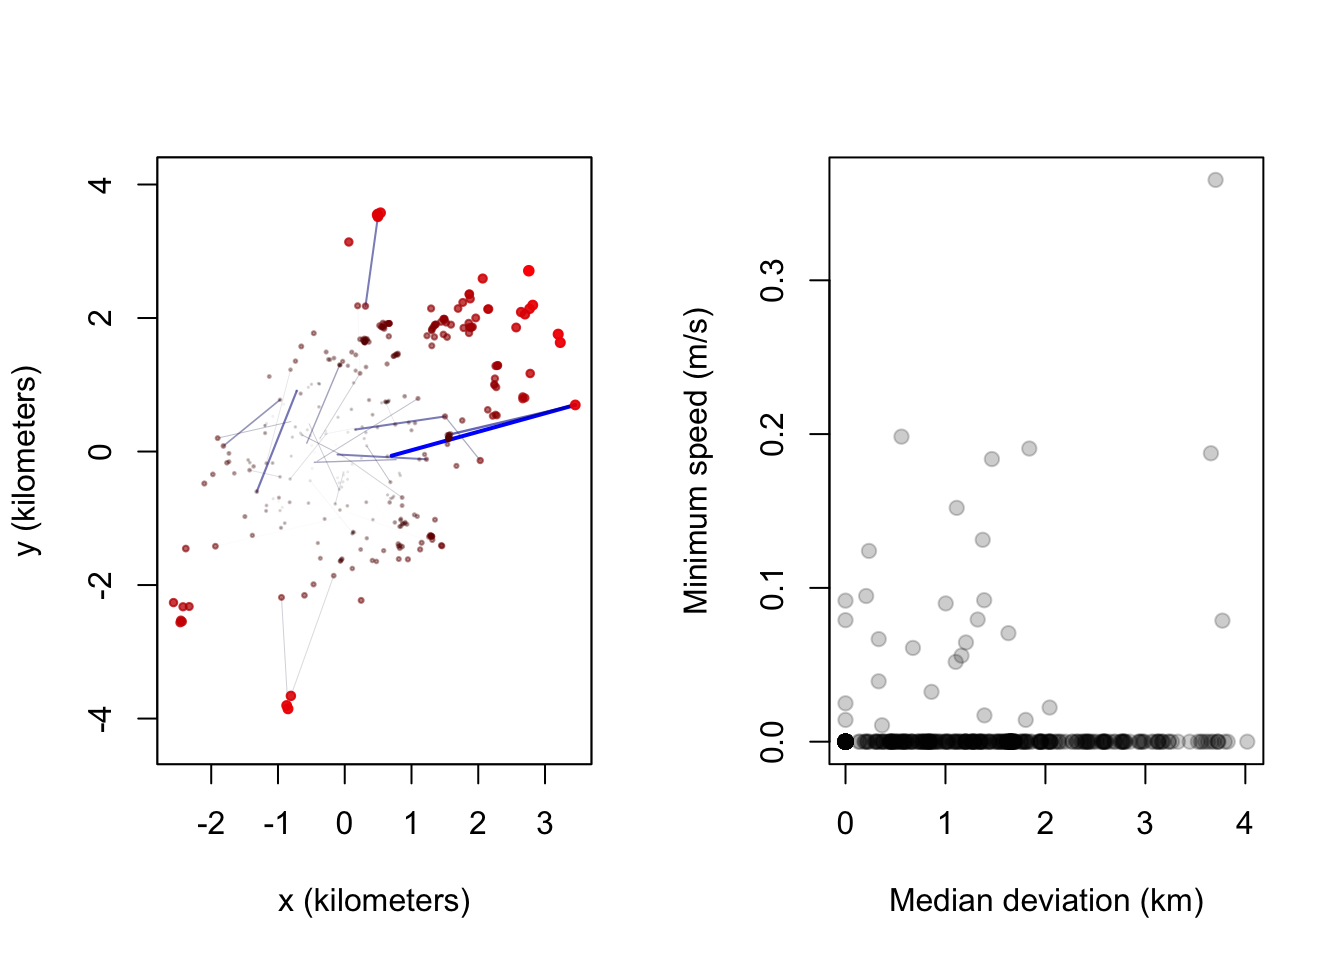 4
2
0
-2
-4
y (kilometers)
-2 -1 0 1 2 3
x (kilometers)
0.3
0.2
0.1
0.0
Minimum speed (m/s)
0 1 2 3 4
Median deviation (km)